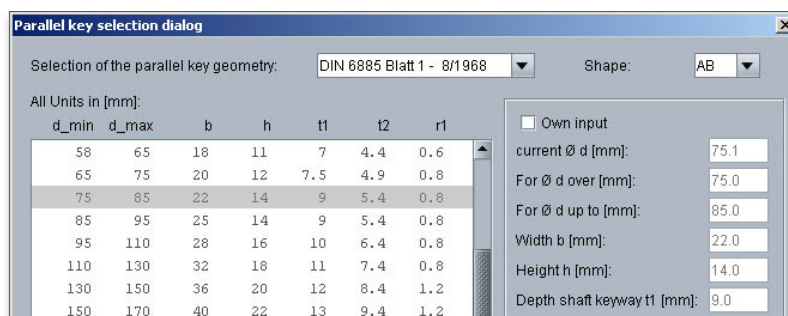 Parallel key selection dialog
Selection of the parallel key geometry: DIN 6885 Blatt 1 - 8/1968 Shape: AB
All Units in [mm]:
d_min d_max b h t1 t2 r1
58 65 18 11 7 4.4 0.6
65 75 20 12 7.5 4.9 0.8
75 85 22 14 9 5.4 0.8
85 95 25 14 9 5.4 0.8
95 110 28 16 10 6.4 0.8
110 130 32 18 11 7.4 0.8
130 150 36 20 12 8.4 1.2
150 170 40 22 13 9.4 1.2
Own input
current Ø d [mm]: 75.1
For Ø d over [mm]: 75.0
For Ø d up to [mm]: 85.0
Width b [mm]: 22.0
Height h [mm]: 14.0
Depth shaft keyway t1 [mm]: 9.0